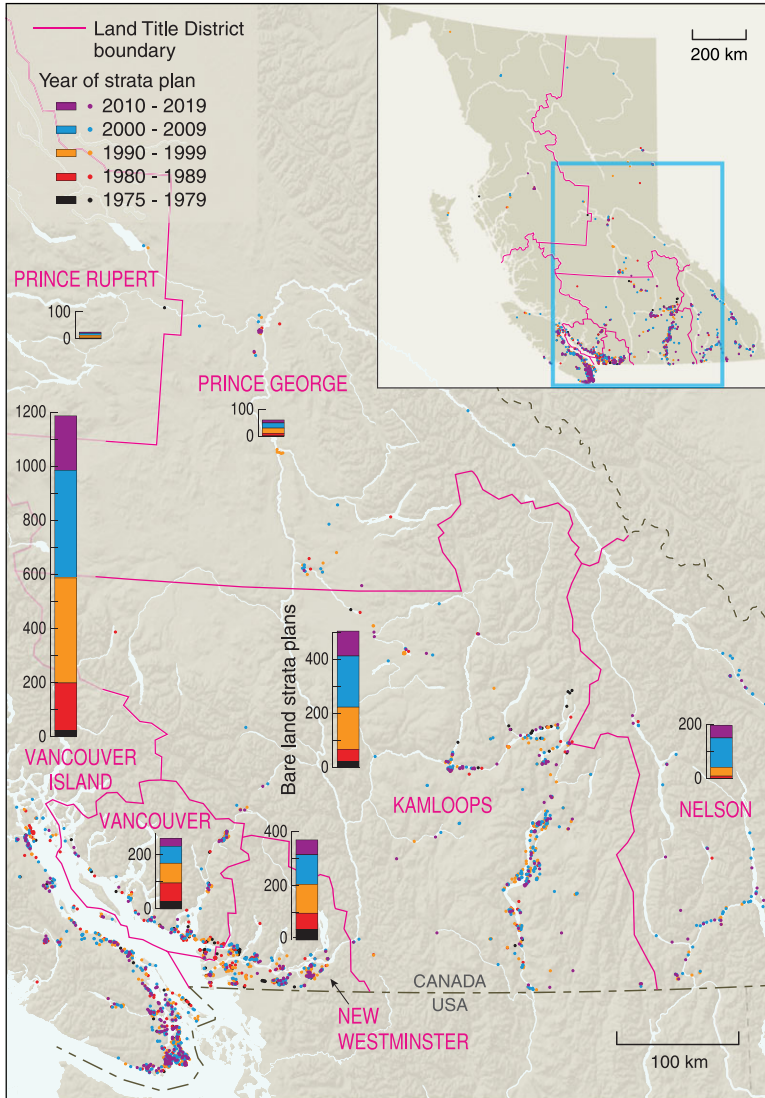 Land Title District
boundary
Year of strata plan
2010 - 2019
2000 - 2009
1990 - 1999
1980 - 1989
1975 - 1979
200 km
PRINCE RUPERT
100
0
PRINCE GEORGE
100
0
1200
1000
800
600
400
200
0
VANCOUVER
ISLAND
Bare land strata plans
400
200
0
KAMLOOPS
200
0
NELSON
VANCOUVER
200
0
400
200
0
NEW
WESTMINSTER
CANADA
USA
100 km